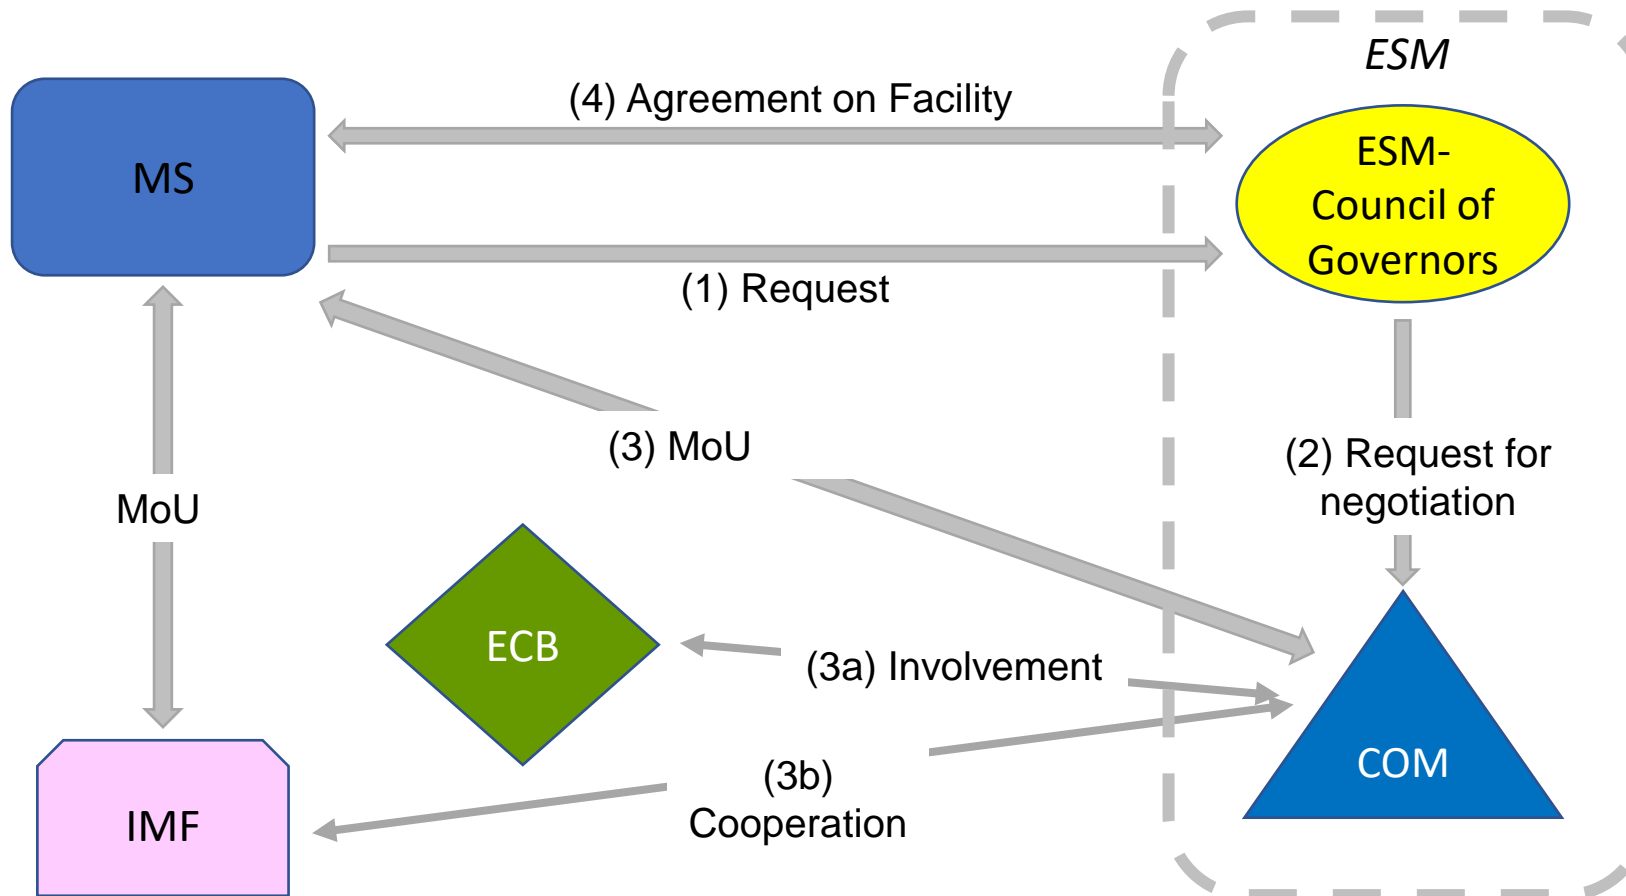 ESM
(4) Agreement on Facility
MS
ESM-
Council of
Governors
(1) Request
(3) MoU
(2) Request for
negotiation
MoU
ECB
(3a) Involvement
COM
(3b)
Cooperation
IMF